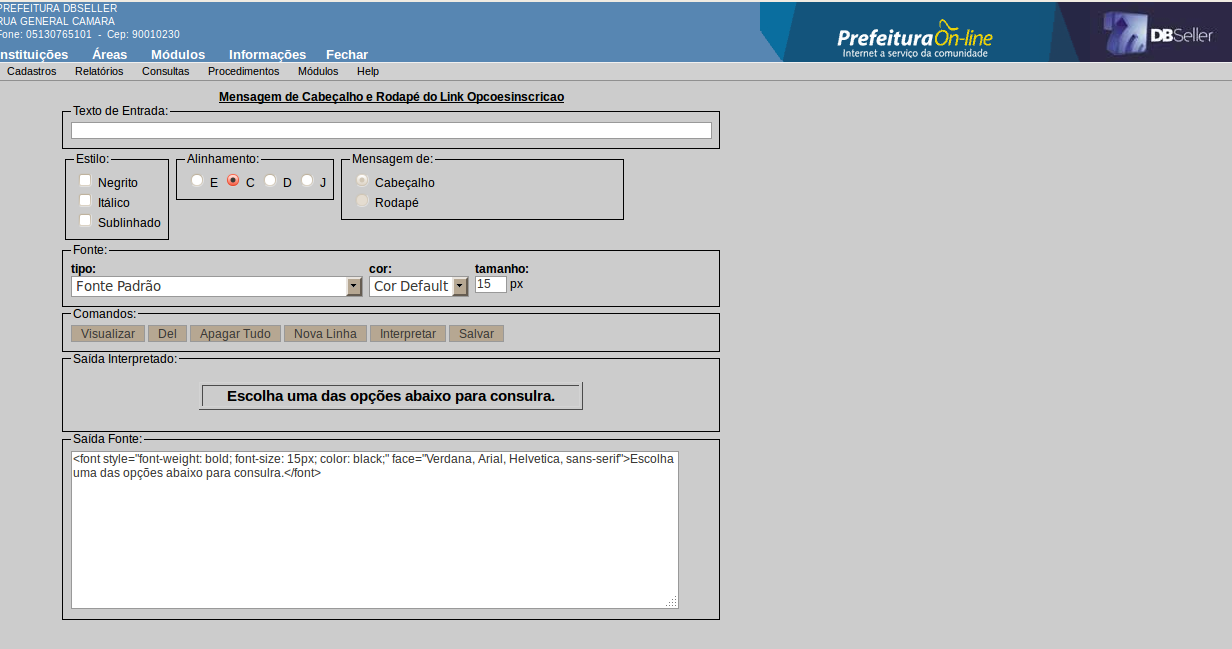 PREFEITURA DBSELLER
RUA GENERAL CAMARA
Fone: 05130765101 - Cep: 90010230
nstituições Áreas Módulos Informações Fechar
Prefeitura On-line
Internet a serviço da comunidade
DBSeller
Cadastros Relatórios Consultas Procedimentos Módulos Help
Mensagem de Cabeçalho e Rodapé do Link Opcoesinscricao
Texto de Entrada:
Estilo:
Negrito
Itálico
Sublinhado
Alinhamento:
E C D J
Mensagem de:
Cabeçalho
Rodapé
Fonte:
tipo: cor: tamanho:
Fonte Padrão Cor Default 15 px
Comandos:
Visualizar Del Apagar Tudo Nova Linha Interpretar Salvar
Saída Interpretado:
Escolha uma das opções abaixo para consulra.
Saída Fonte:
<font style="font-weight: bold; font-size: 15px; color: black;" face="Verdana, Arial, Helvetica, sans-serif">Escolha
uma das opções abaixo para consulra.</font>